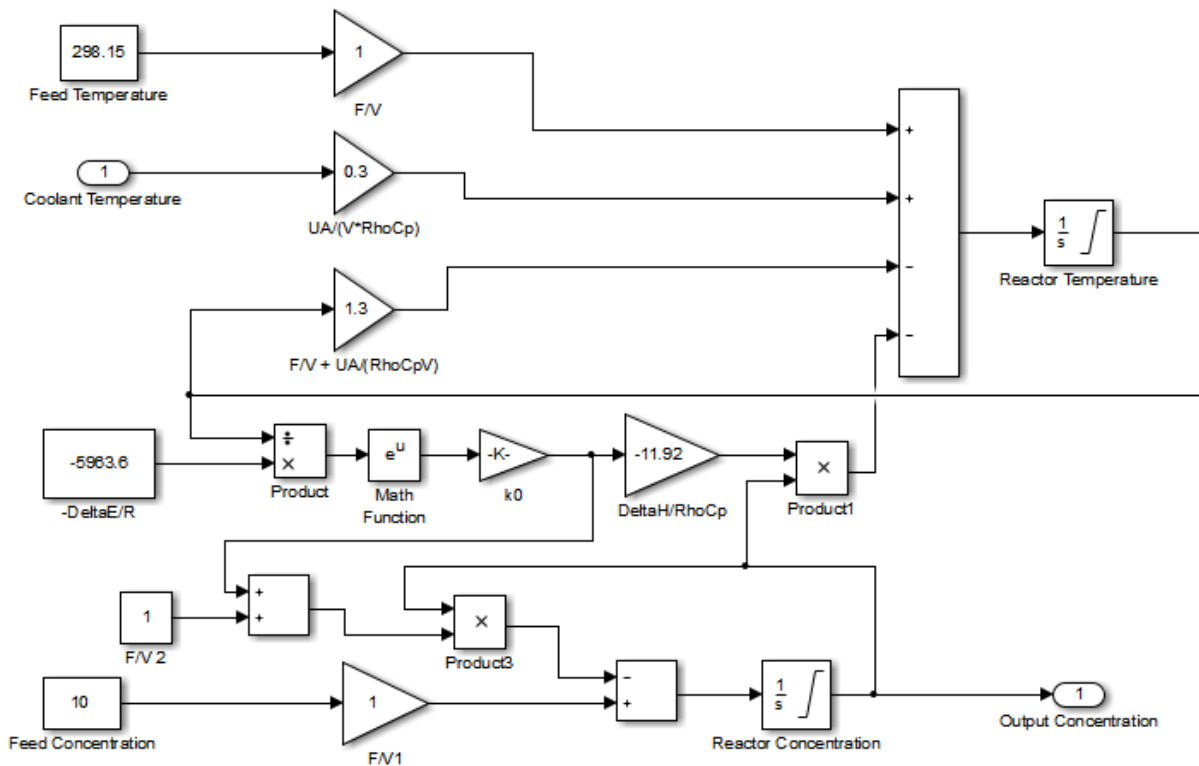 298.15
Feed Temperature
1
F/V
1
Coolant Temperature
0.3
UA/(V*RhoCp)
1.3
F/V + UA/(RhoCpV)
+
+
−
−
1
s
Reactor Temperature
-5963.6
-DeltaE/R
÷
×
Product
eu
Math
Function
-K-
k0
-11.92
DeltaH/RhoCp
×
Product1
1
F/V 2
+
+
×
Product3
10
Feed Concentration
1
F/V1
−
+
1
s
Reactor Concentration
1
Output Concentration